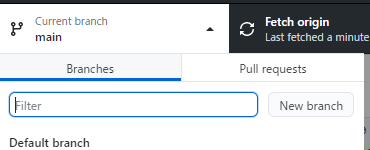 Current branch
main
Fetch origin
Last fetched a minute
Branches
Pull requests
Filter
New branch
Default branch